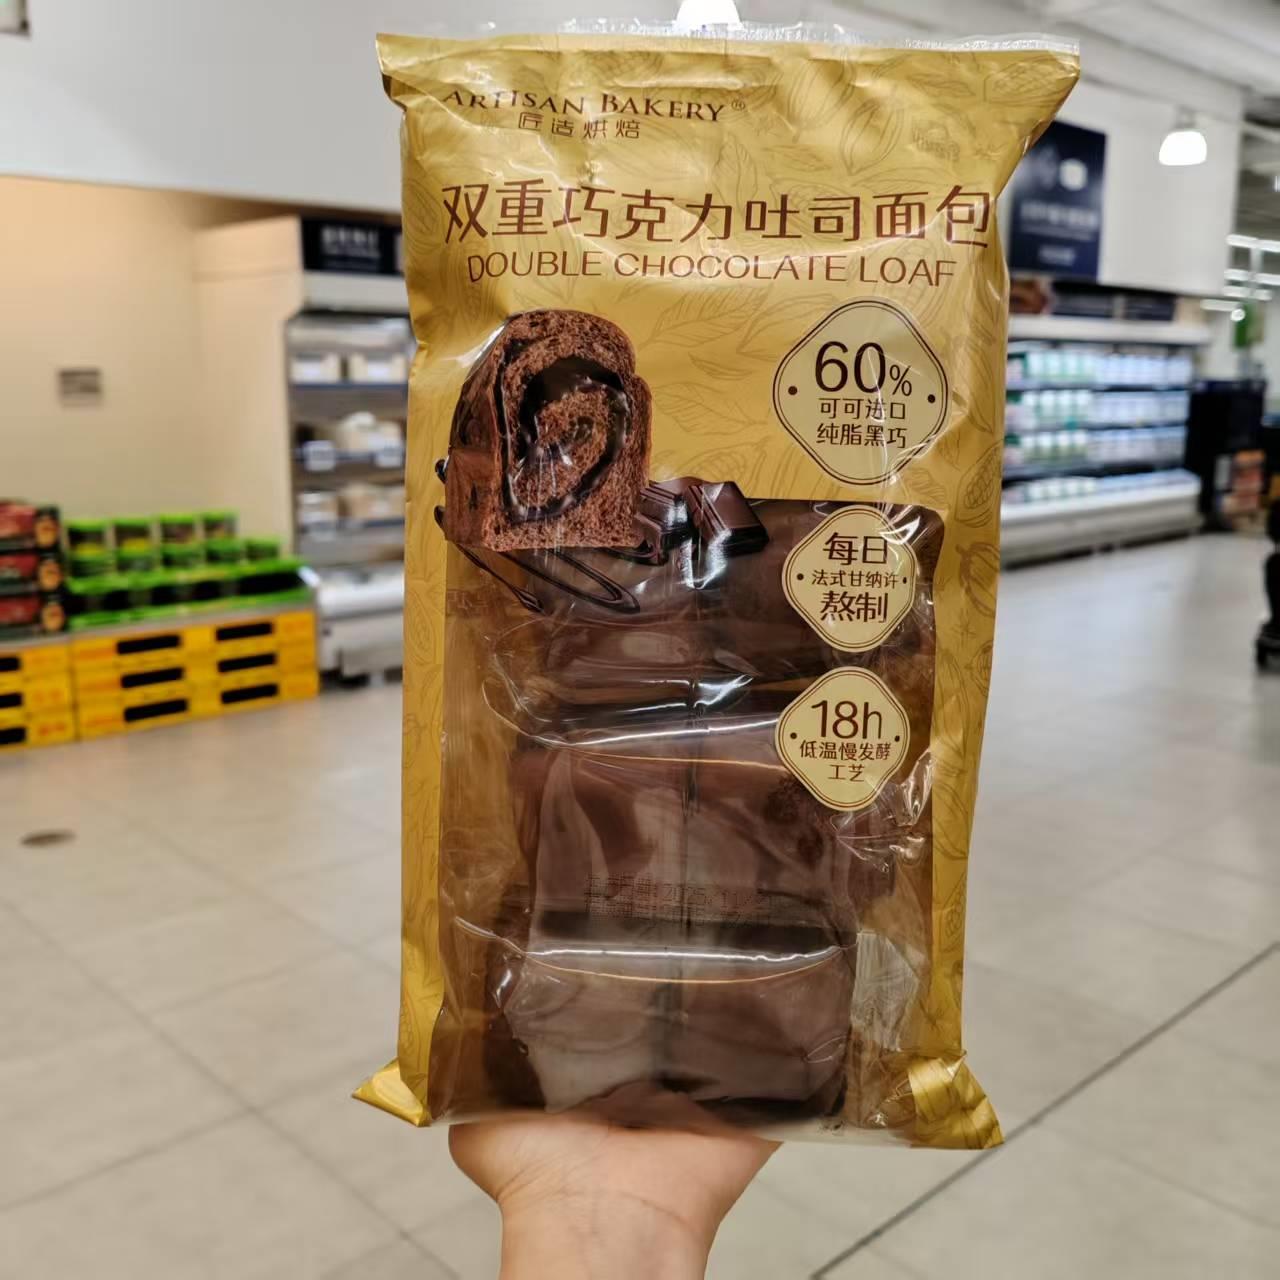 ARTISAN BAKERY®
匠造烘焙
双重巧克力吐司面包
DOUBLE CHOCOLATE LOAF
60%
可可进口
纯脂黑巧
每日
法式甘纳许
熬制
18h
低温慢发酵
工艺